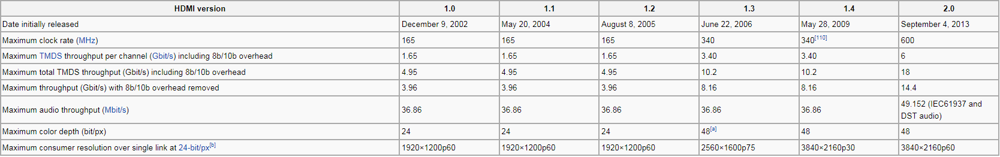 HDMI version 1.0 1.1 1.2 1.3 1.4 2.0
Date initially released December 9, 2002 May 20, 2004 August 8, 2005 June 22, 2006 May 28, 2009 September 4, 2013
Maximum clock rate (MHz) 165 165 165 340 340[110] 600
Maximum TMDS throughput per channel (Gbit/s) including 8b/10b overhead 1.65 1.65 1.65 3.40 3.40 6
Maximum total TMDS throughput (Gbit/s) including 8b/10b overhead 4.95 4.95 4.95 10.2 10.2 18
Maximum throughput (Gbit/s) with 8b/10b overhead removed 3.96 3.96 3.96 8.16 8.16 14.4
Maximum audio throughput (Mbit/s) 36.86 36.86 36.86 36.86 36.86 49.152 (IEC61937 and
DST audio)
Maximum color depth (bit/px) 24 24 24 48[a] 48 48
Maximum consumer resolution over single link at 24-bit/px[b] 1920×1200p60 1920×1200p60 1920×1200p60 2560×1600p75 3840×2160p30 3840×2160p60